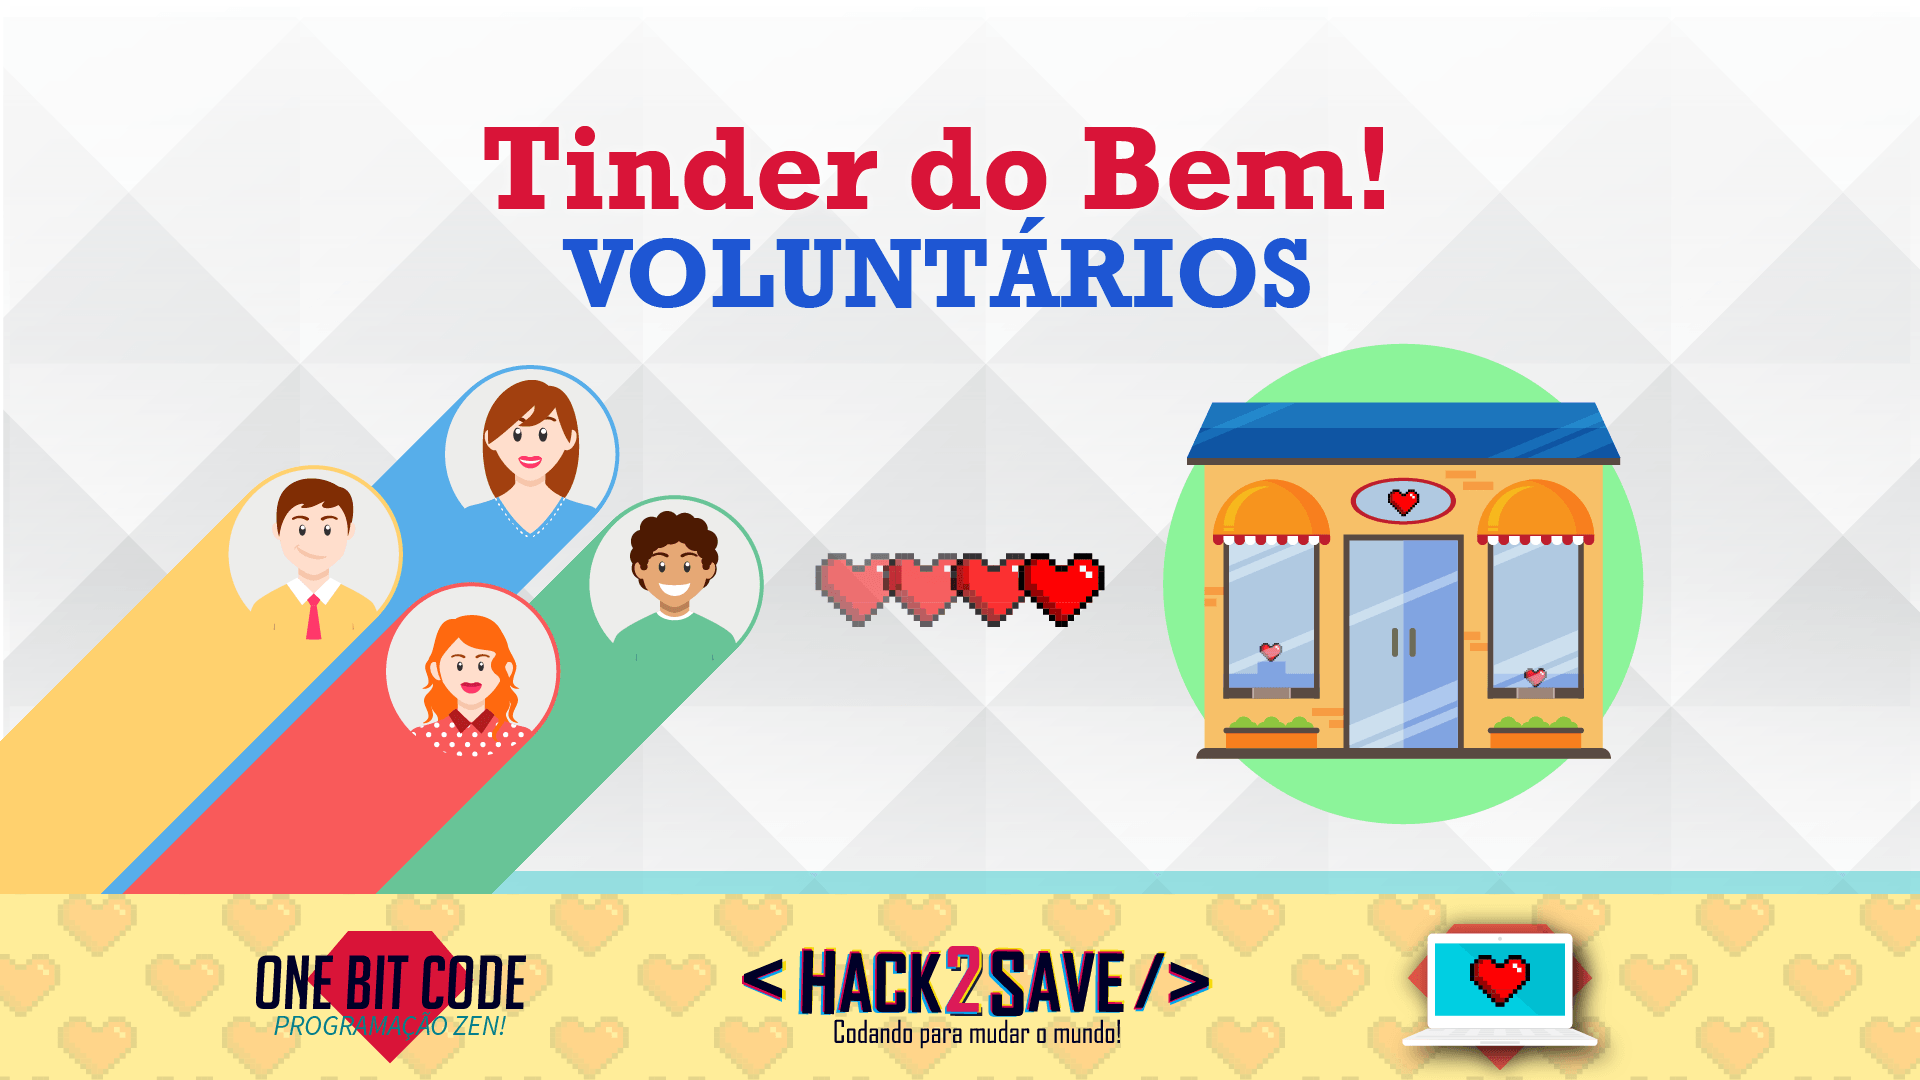 Tinder do Bem!
VOLUNTÁRIOS
ONE BIT CODE
PROGRAMAÇÃO ZEN!
< HACK2SAVE />
Codando para mudar o mundo!